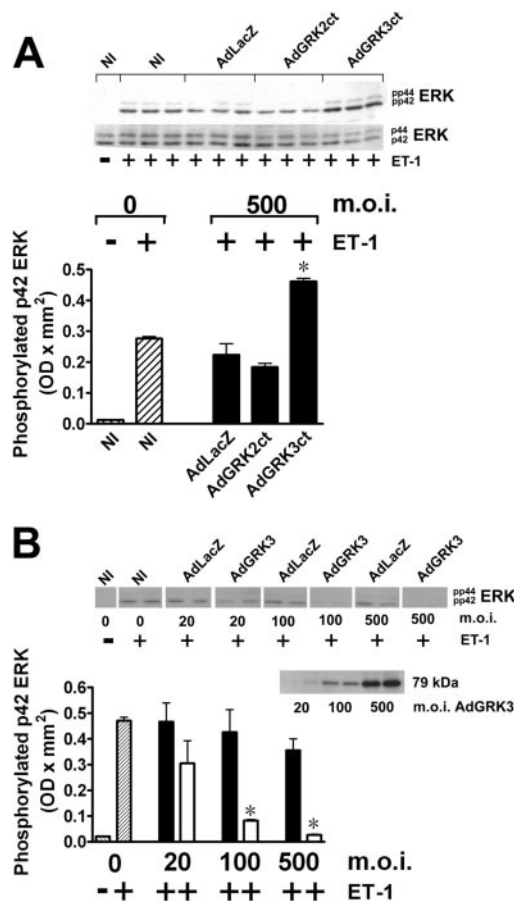 A
NI NI AdLacZ AdGRK2ct AdGRK3ct
pp44
pp42 ERK
p44
p42 ERK
- + + + + + + + + + + + + ET-1
0 500 m.o.i.
- + + + + ET-1
Phosphorylated p42 ERK
(OD x mm²)
0.5
0.4
0.3
0.2
0.1
0.0
*
NI NI AdLacZ AdGRK2ct AdGRK3ct
B
NI NI AdLacZ AdGRK3 AdLacZ AdGRK3 AdLacZ AdGRK3
pp44
pp42 ERK
0 0 20 20 100 100 500 500 m.o.i.
- + + + + + + + ET-1
79 kDa
20 100 500 m.o.i. AdGRK3
Phosphorylated p42 ERK
(OD x mm²)
0.6
0.5
0.4
0.3
0.2
0.1
0.0
* *
0 20 100 500 m.o.i.
- + + + + + + + ET-1